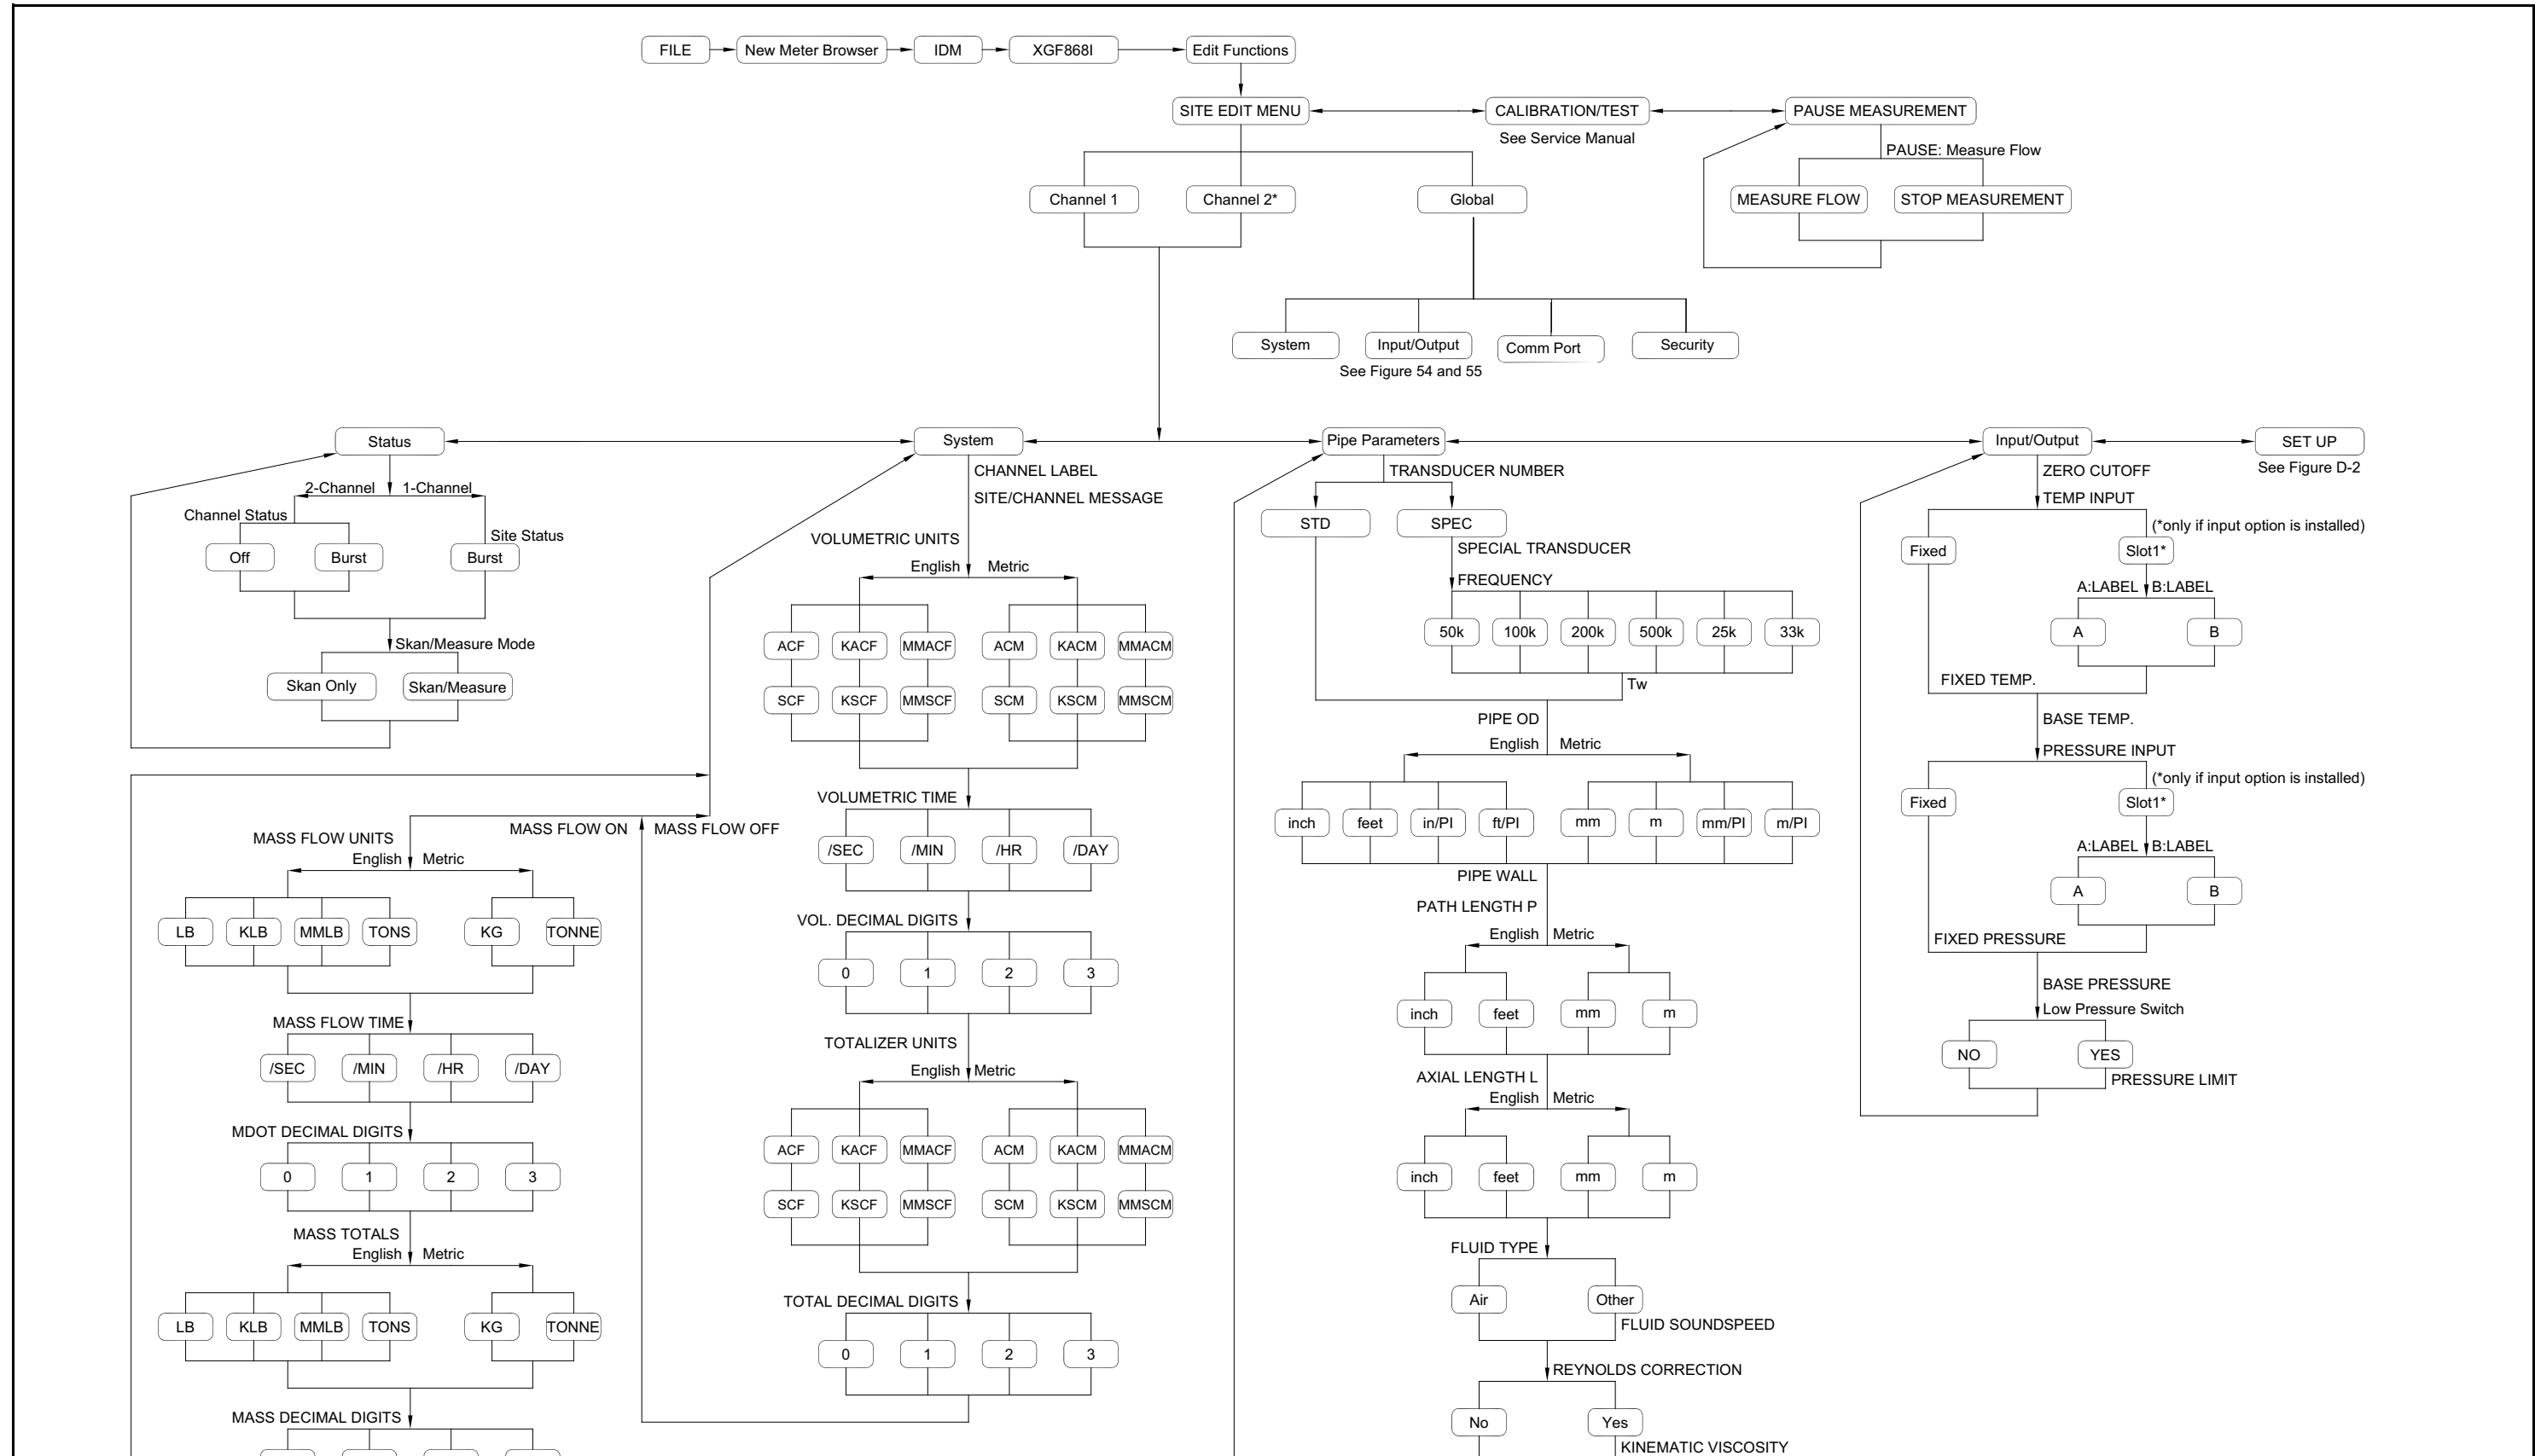 FILE
New Meter Browser
IDM
XGF868I
Edit Functions
SITE EDIT MENU
CALIBRATION/TEST
PAUSE MEASUREMENT
See Service Manual
PAUSE: Measure Flow
Channel 1
Channel 2*
Global
MEASURE FLOW
STOP MEASUREMENT
System
Input/Output
Comm Port
Security
See Figure 54 and 55
Status
System
Pipe Parameters
Input/Output
SET UP
See Figure D-2
2-Channel
1-Channel
Channel Status
Site Status
Off
Burst
Burst
Skan/Measure Mode
Skan Only
Skan/Measure
MASS FLOW ON
MASS FLOW OFF
MASS FLOW UNITS
English
Metric
LB
KLB
MMLB
TONS
KG
TONNE
MASS FLOW TIME
/SEC
/MIN
/HR
/DAY
MDOT DECIMAL DIGITS
0
1
2
3
MASS TOTALS
English
Metric
LB
KLB
MMLB
TONS
KG
TONNE
MASS DECIMAL DIGITS
CHANNEL LABEL
SITE/CHANNEL MESSAGE
VOLUMETRIC UNITS
English
Metric
ACF
KACF
MMACF
ACM
KACM
MMACM
SCF
KSCF
MMSCF
SCM
KSCM
MMSCM
VOLUMETRIC TIME
/SEC
/MIN
/HR
/DAY
VOL. DECIMAL DIGITS
0
1
2
3
TOTALIZER UNITS
English
Metric
ACF
KACF
MMACF
ACM
KACM
MMACM
SCF
KSCF
MMSCF
SCM
KSCM
MMSCM
TOTAL DECIMAL DIGITS
0
1
2
3
TRANSDUCER NUMBER
STD
SPEC
SPECIAL TRANSDUCER
FREQUENCY
50k
100k
200k
500k
25k
33k
Tw
PIPE OD
English
Metric
inch
feet
in/PI
ft/PI
mm
m
mm/PI
m/PI
PIPE WALL
PATH LENGTH P
English
Metric
inch
feet
mm
m
AXIAL LENGTH L
English
Metric
inch
feet
mm
m
FLUID TYPE
Air
Other
FLUID SOUNDSPEED
REYNOLDS CORRECTION
No
Yes
KINEMATIC VISCOSITY
ZERO CUTOFF
TEMP INPUT
(*only if input option is installed)
Fixed
Slot1*
A:LABEL
B:LABEL
A
B
FIXED TEMP.
BASE TEMP.
PRESSURE INPUT
(*only if input option is installed)
Fixed
Slot1*
A:LABEL
B:LABEL
A
B
FIXED PRESSURE
BASE PRESSURE
Low Pressure Switch
NO
YES
PRESSURE LIMIT